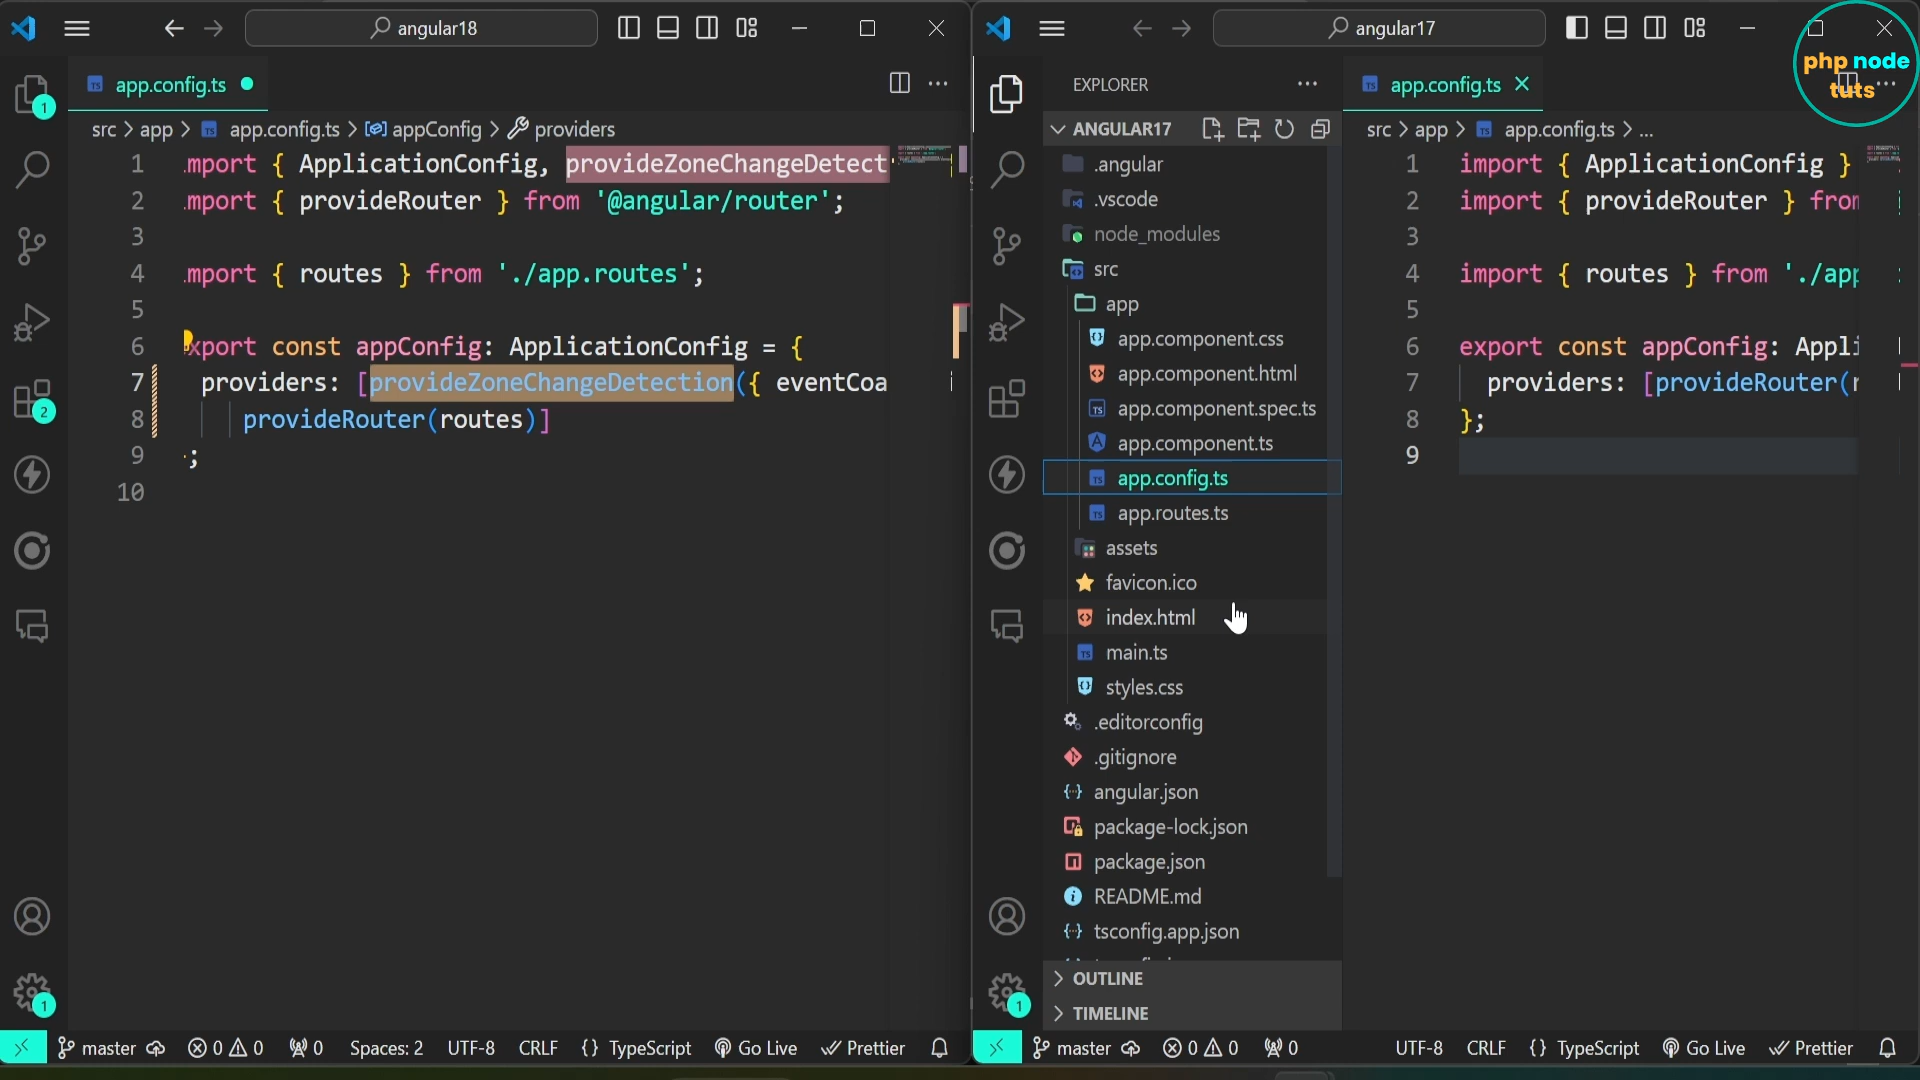 angular18
app.config.ts
src > app > TS app.config.ts > appConfig > providers
1 mport { ApplicationConfig, provideZoneChangeDetect
2 mport { provideRouter } from '@angular/router';
3
4 mport { routes } from './app.routes';
5
6 xport const appConfig: ApplicationConfig = {
7 providers: [provideZoneChangeDetection({ eventCoa
8 provideRouter(routes)]
9 ;
10
1
2
1
master 0 0 0 Spaces: 2 UTF-8 CRLF {} TypeScript Go Live Prettier
angular17
php node
tuts
EXPLORER
ANGULAR17
.angular
.vscode
node_modules
src
app
app.component.css
app.component.html
app.component.spec.ts
app.component.ts
app.config.ts
app.routes.ts
assets
favicon.ico
index.html
main.ts
styles.css
.editorconfig
.gitignore
angular.json
package-lock.json
package.json
README.md
tsconfig.app.json
OUTLINE
TIMELINE
1
app.config.ts
src > app > TS app.config.ts > ...
1 import { ApplicationConfig }
2 import { provideRouter } from
3
4 import { routes } from './app
5
6 export const appConfig: Appli
7 providers: [provideRouter(r
8 };
9
master 0 0 0 UTF-8 CRLF {} TypeScript Go Live Prettier